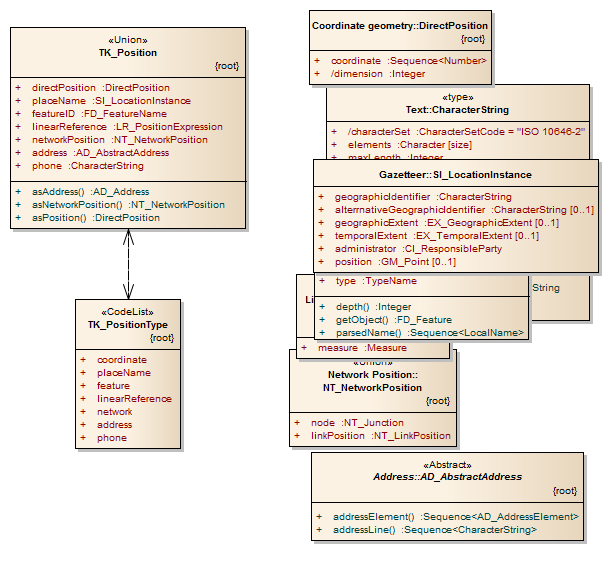 «Union»
TK_Position
{root}
+ directPosition :DirectPosition
+ placeName :SI_LocationInstance
+ featureID :FD_FeatureName
+ linearReference :LR_PositionExpression
+ networkPosition :NT_NetworkPosition
+ address :AD_AbstractAddress
+ phone :CharacterString
+ asAddress() :AD_Address
+ asNetworkPosition() :NT_NetworkPosition
+ asPosition() :DirectPosition
«CodeList»
TK_PositionType
{root}
+ coordinate
+ placeName
+ feature
+ linearReference
+ network
+ address
+ phone
Coordinate geometry::DirectPosition
{root}
+ coordinate :Sequence<Number>
+ /dimension :Integer
«type»
Text::CharacterString
+ /characterSet :CharacterSetCode = "ISO 10646-2"
+ elements :Character [size]
+ maxLength :Integer
Gazetteer::SI_LocationInstance
+ geographicIdentifier :CharacterString
+ alternativeGeographicIdentifier :CharacterString [0..1]
+ geographicExtent :EX_GeographicExtent [0..1]
+ temporalExtent :EX_TemporalExtent [0..1]
+ administrator :CI_ResponsibleParty
+ position :GM_Point [0..1]
+ type :TypeName
String
Li
+ depth() :Integer
+ getObject() :FD_Feature
+ parsedName() :Sequence<LocalName>
+ measure :Measure
«Union»
Network Position::
NT_NetworkPosition
{root}
+ node :NT_Junction
+ linkPosition :NT_LinkPosition
«Abstract»
Address::AD_AbstractAddress
{root}
+ addressElement() :Sequence<AD_AddressElement>
+ addressLine() :Sequence<CharacterString>